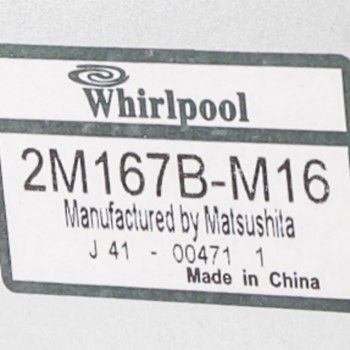 Whirlpool
2M167B-M16
Manufactured by Matsushita
J 41 - 00471 1
Made in China